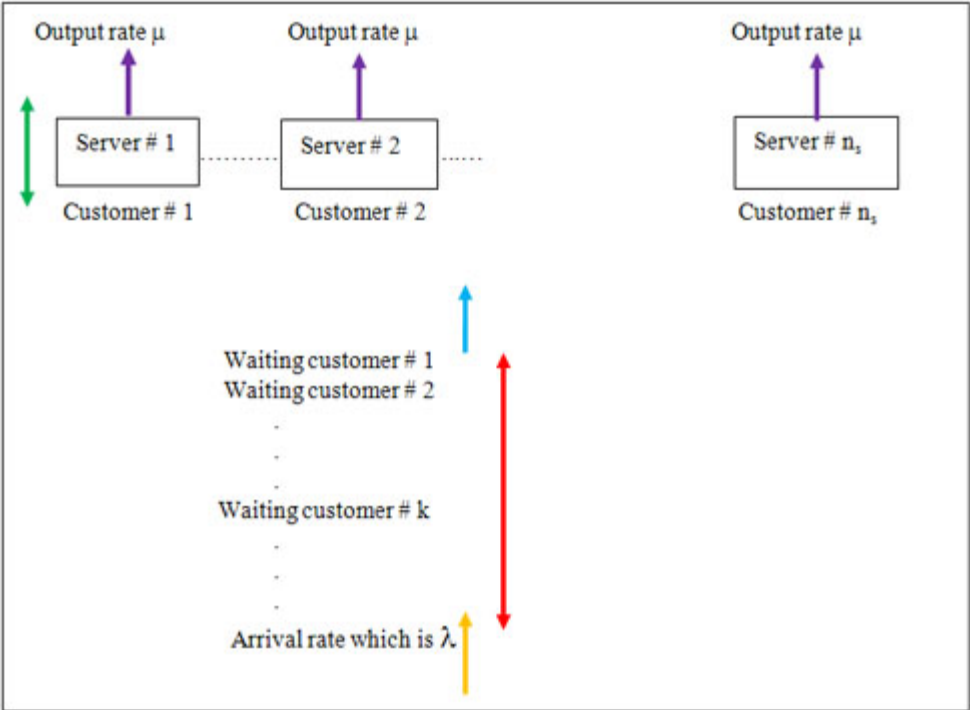 Output rate μ Output rate μ Output rate μ
Server # 1 Server # 2 Server # nₛ
Customer # 1 Customer # 2 Customer # nₛ
Waiting customer # 1
Waiting customer # 2
Waiting customer # k
Arrival rate which is λ